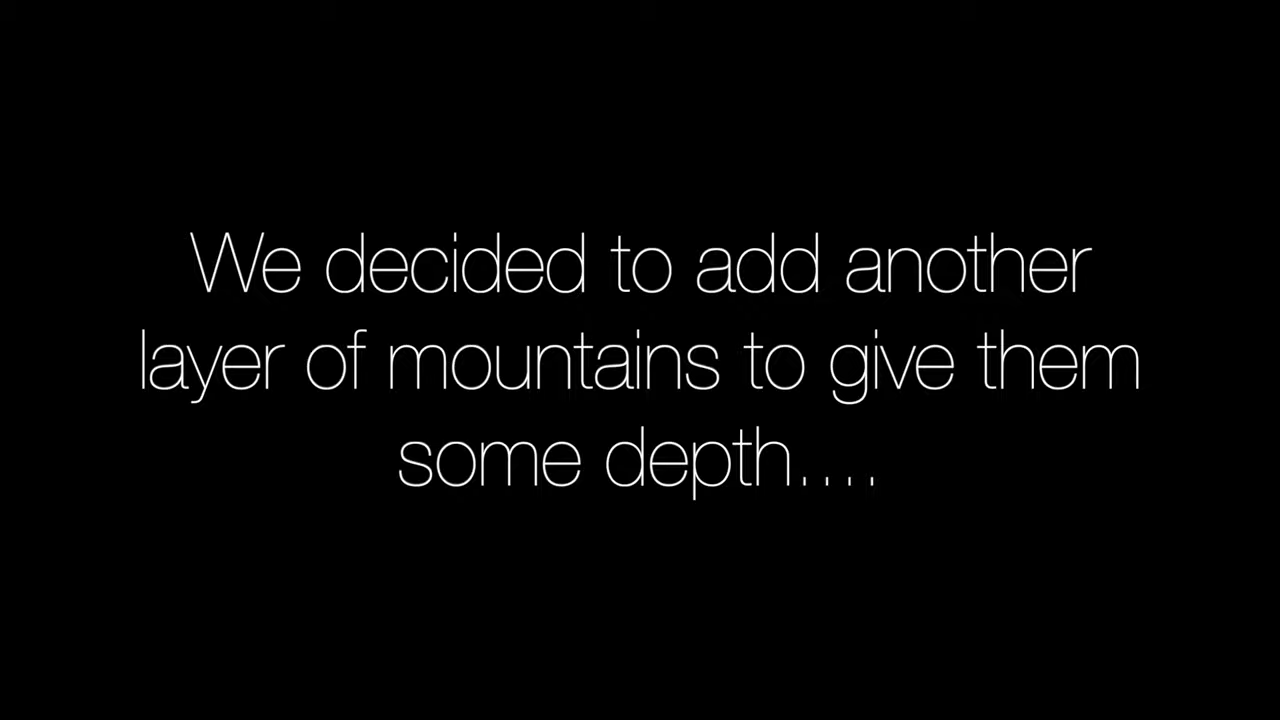 We decided to add another
layer of mountains to give them
some depth....